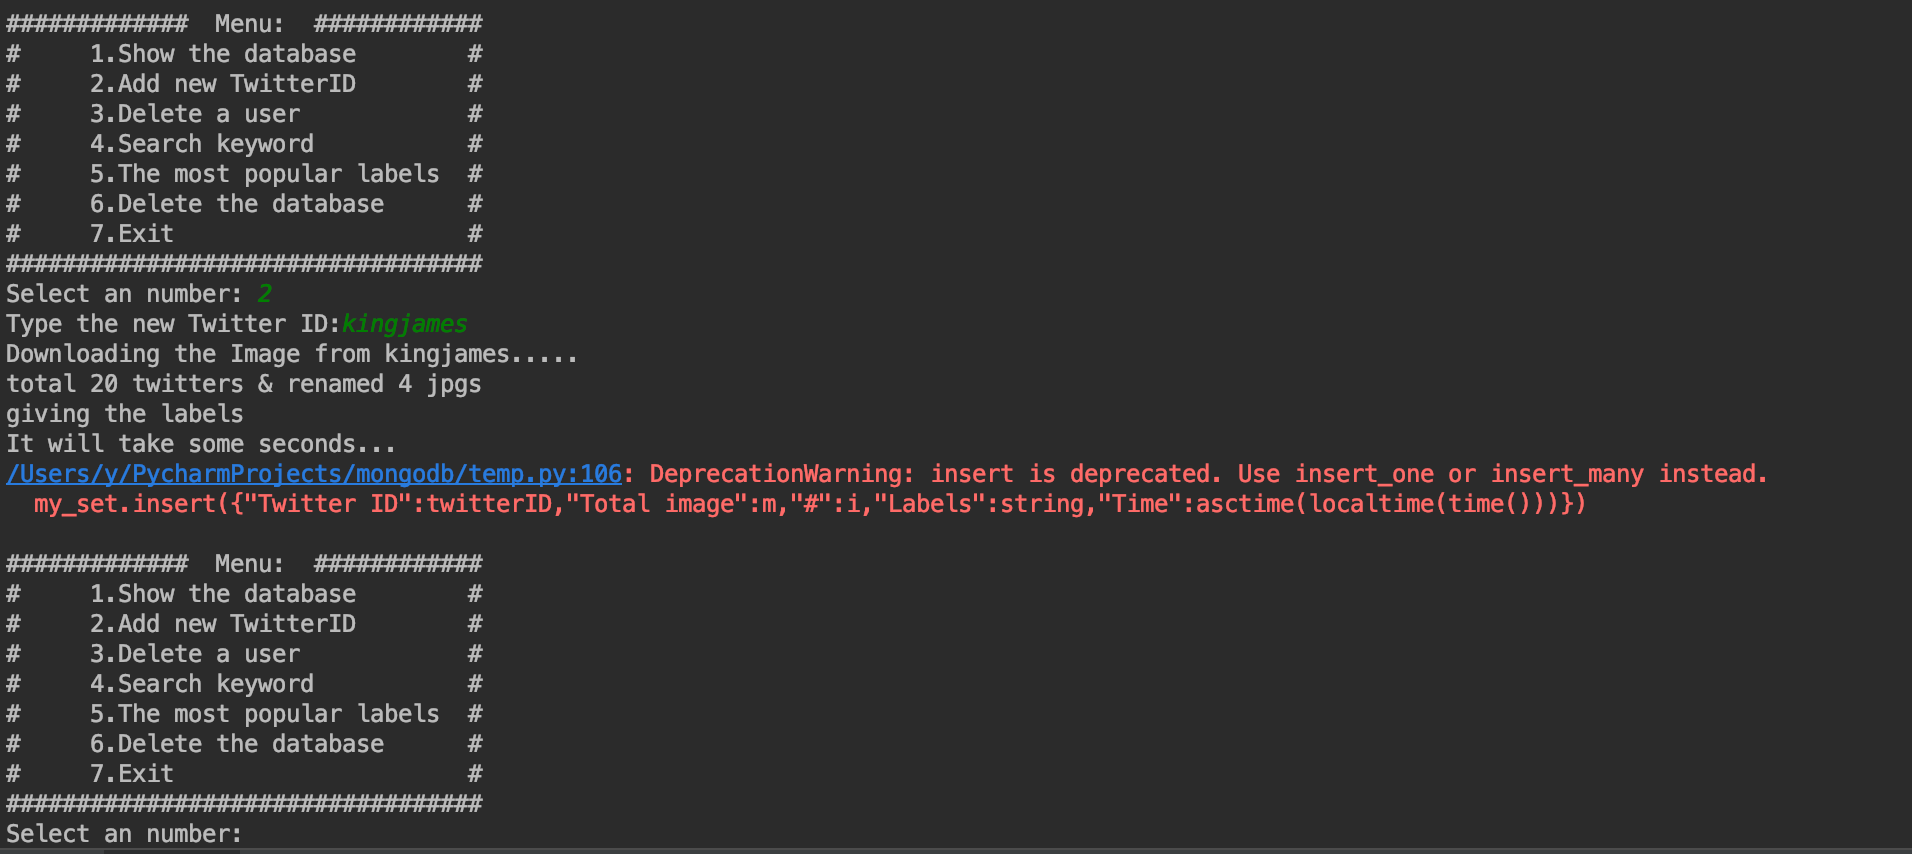 #############  Menu:  ############
#     1.Show the database        #
#     2.Add new TwitterID        #
#     3.Delete a user            #
#     4.Search keyword           #
#     5.The most popular labels  #
#     6.Delete the database      #
#     7.Exit                     #
##################################
Select an number: 2
Type the new Twitter ID:kingjames
Downloading the Image from kingjames.....
total 20 twitters & renamed 4 jpgs
giving the labels
It will take some seconds...
/Users/y/PycharmProjects/mongodb/temp.py:106: DeprecationWarning: insert is deprecated. Use insert_one or insert_many instead.
  my_set.insert({"Twitter ID":twitterID,"Total image":m,"#":i,"Labels":string,"Time":asctime(localtime(time()))})
#############  Menu:  ############
#     1.Show the database        #
#     2.Add new TwitterID        #
#     3.Delete a user            #
#     4.Search keyword           #
#     5.The most popular labels  #
#     6.Delete the database      #
#     7.Exit                     #
##################################
Select an number: